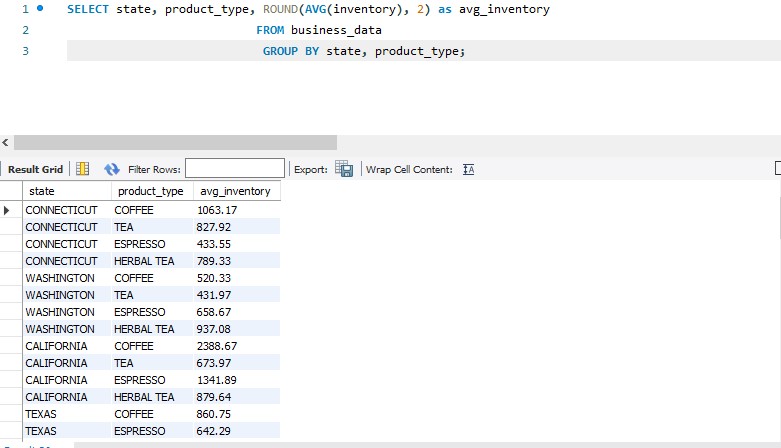 1 SELECT state, product_type, ROUND(AVG(inventory), 2) as avg_inventory
2 FROM business_data
3 GROUP BY state, product_type;
Result Grid Filter Rows: Export: Wrap Cell Content:
state product_type avg_inventory
CONNECTICUT COFFEE 1063.17
CONNECTICUT TEA 827.92
CONNECTICUT ESPRESSO 433.55
CONNECTICUT HERBAL TEA 789.33
WASHINGTON COFFEE 520.33
WASHINGTON TEA 431.97
WASHINGTON ESPRESSO 658.67
WASHINGTON HERBAL TEA 937.08
CALIFORNIA COFFEE 2388.67
CALIFORNIA TEA 673.97
CALIFORNIA ESPRESSO 1341.89
CALIFORNIA HERBAL TEA 879.64
TEXAS COFFEE 860.75
TEXAS ESPRESSO 642.29